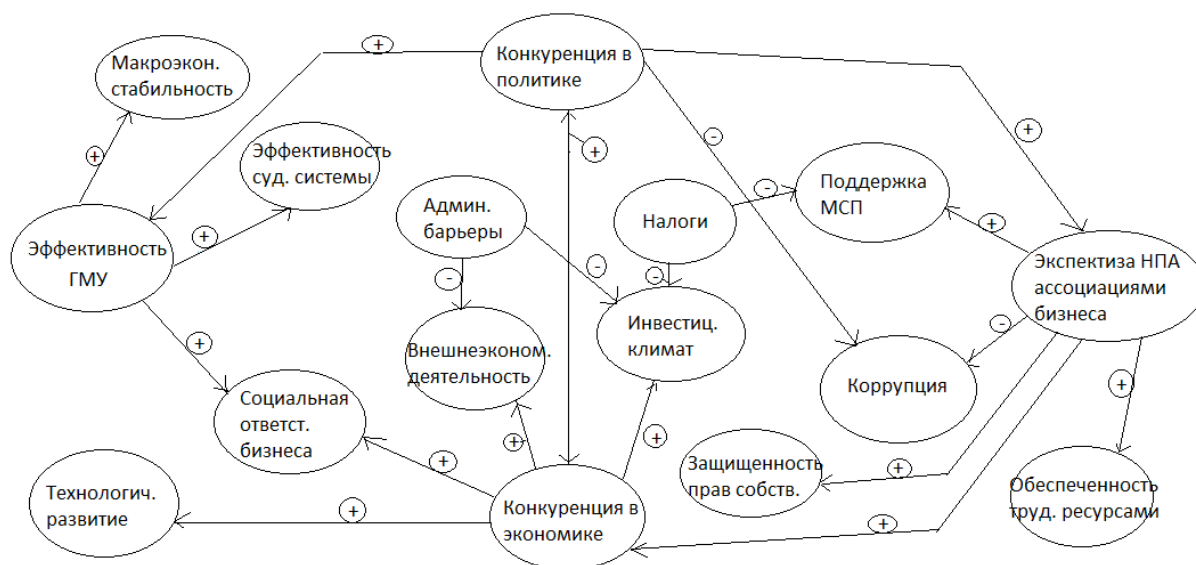 Конкуренция в
политике
+
Макроэкон.
стабильность
+
-
+
Эффективность
суд. системы
+
+
Поддержка
МСП
-
Админ.
барьеры
Налоги
+
Эффективность
ГМУ
+
-
-
-
Экспектиза НПА
ассоциациями
бизнеса
Инвестиц.
климат
-
+
Внешнеэконом.
деятельность
Коррупция
+
Социальная
ответст.
бизнеса
+
+
+
Защищенность
прав собств.
+
Технологич.
развитие
+
Конкуренция в
экономике
+
Обеспеченность
труд. ресурсами